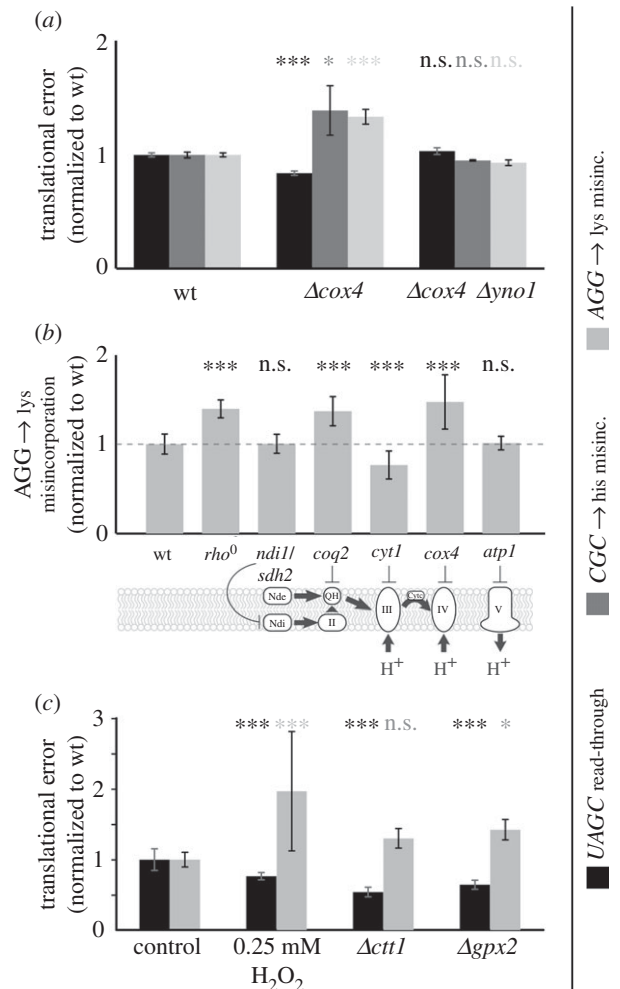 (a)
translational error
(normalized to wt)
2
1
0
*** * ***
n.s. n.s. n.s.
wt
Δcox4
Δcox4 Δyno1
(b)
AGG → lys
misincorporation
(normalized to wt)
2
1
0
*** n.s. *** *** *** n.s.
wt
rho⁰
ndi1/
sdh2
coq2
cyt1
cox4
atp1
Nde
QH
Cytc
Ndi
II
III
IV
V
H⁺
H⁺
H⁺
(c)
translational error
(normalized to wt)
3
2
1
0
*** ***
*** n.s.
*** *
control
0.25 mM
H₂O₂
Δctt1
Δgpx2
AGG → lys misinc.
CGC → his misinc.
UAGC read-through